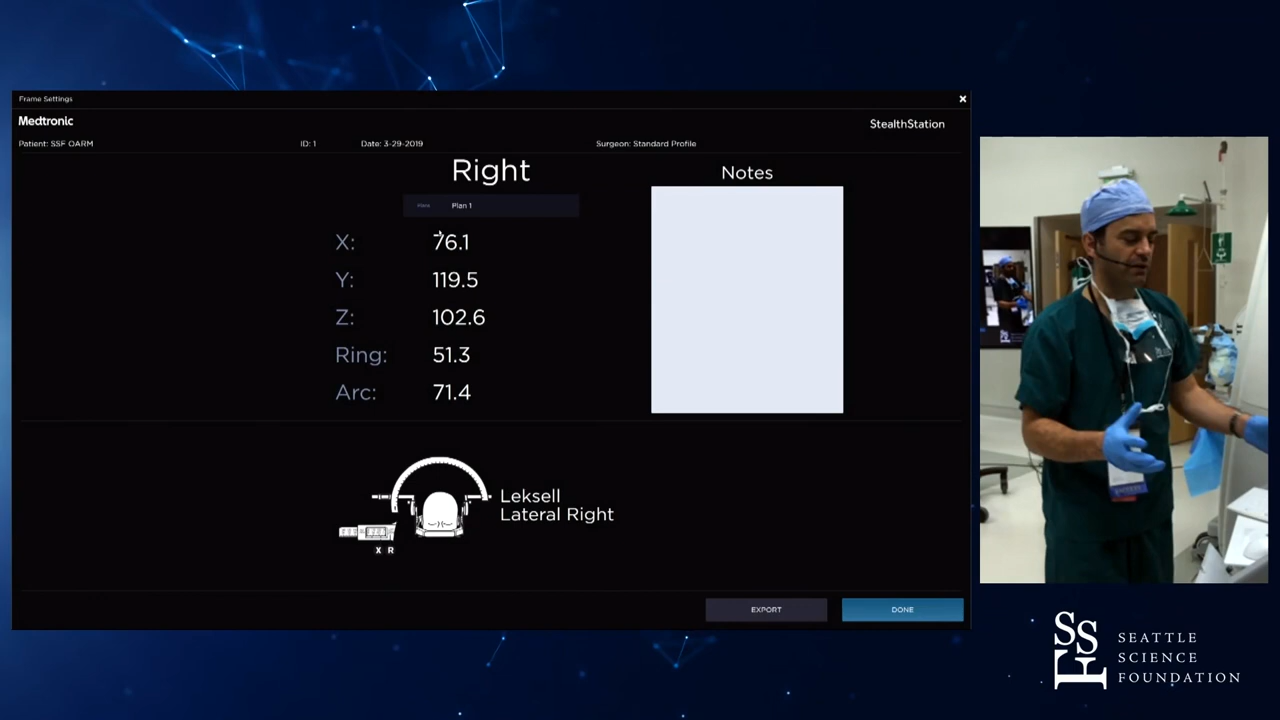 Frame Settings
Medtronic
StealthStation
Patient: SSF OARM ID: 1 Date: 3-29-2019 Surgeon: Standard Profile
Right
Notes
Plan 1
X: 76.1
Y: 119.5
Z: 102.6
Ring: 51.3
Arc: 71.4
Leksell
Lateral Right
X R
EXPORT
DONE
SSF
SEATTLE
SCIENCE
FOUNDATION